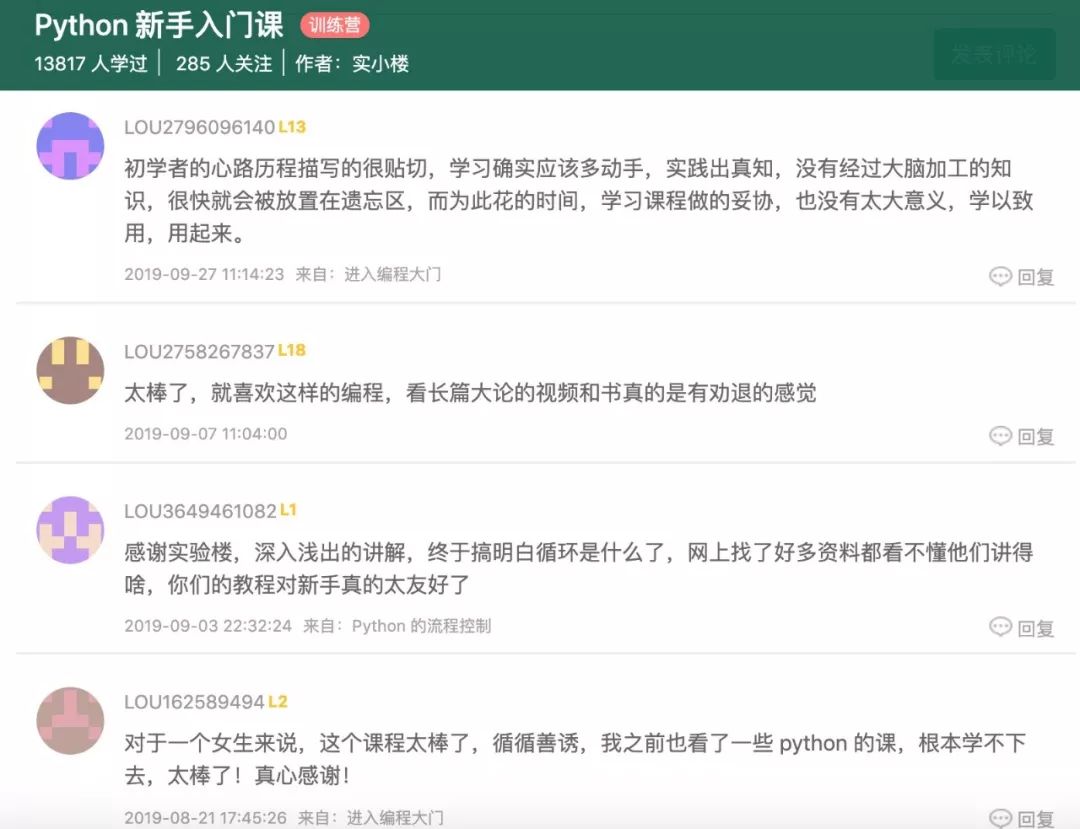 Python 新手入门课 训练营
13817 人学过 | 285 人关注 | 作者：实小楼
发表评论
LOU2796096140 L13
初学者的心路历程描写的很贴切，学习确实应该多动手，实践出真知，没有经过大脑加工的知
识，很快就会被放置在遗忘区，而为此花的时间，学习课程做的妥协，也没有太大意义，学以致
用，用起来。
2019-09-27 11:14:23 来自：进入编程大门
回复
LOU2758267837 L18
太棒了，就喜欢这样的编程，看长篇大论的视频和书真的是有劝退的感觉
2019-09-07 11:04:00
回复
LOU3649461082 L1
感谢实验楼，深入浅出的讲解，终于搞明白循环是什么了，网上找了好多资料都看不懂他们讲得
啥，你们的教程对新手真的太友好了
2019-09-03 22:32:24 来自：Python 的流程控制
回复
LOU162589494 L2
对于一个女生来说，这个课程太棒了，循循善诱，我之前也看了一些 python 的课，根本学不下
去，太棒了！真心感谢！
2019-08-21 17:45:26 来自：进入编程大门
回复